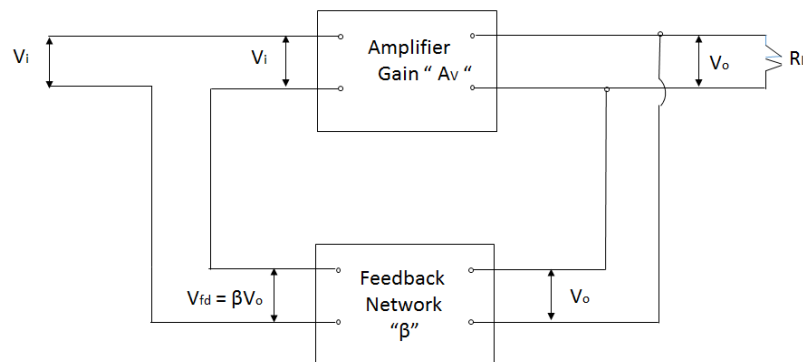 Vi
Vi
Amplifier
Gain “ Av “
Vo
Vfd = βVo
Feedback
Network
“β”
Vo